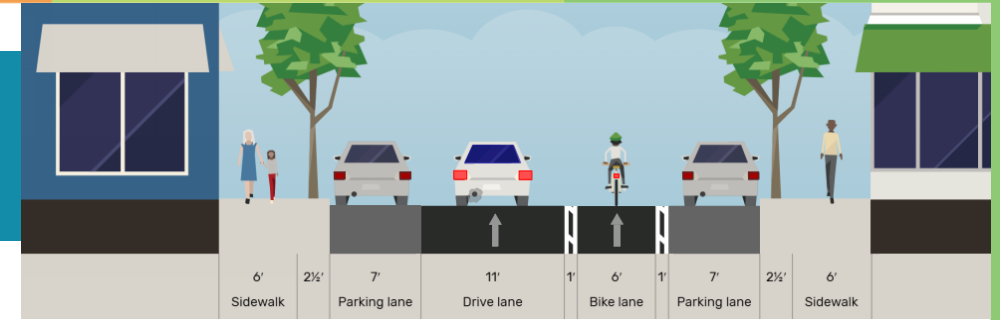 6′ 2½′ 7′ 11′ 1′ 6′ 1′ 7′ 2½′ 6′
Sidewalk Parking lane Drive lane Bike lane Parking lane Sidewalk